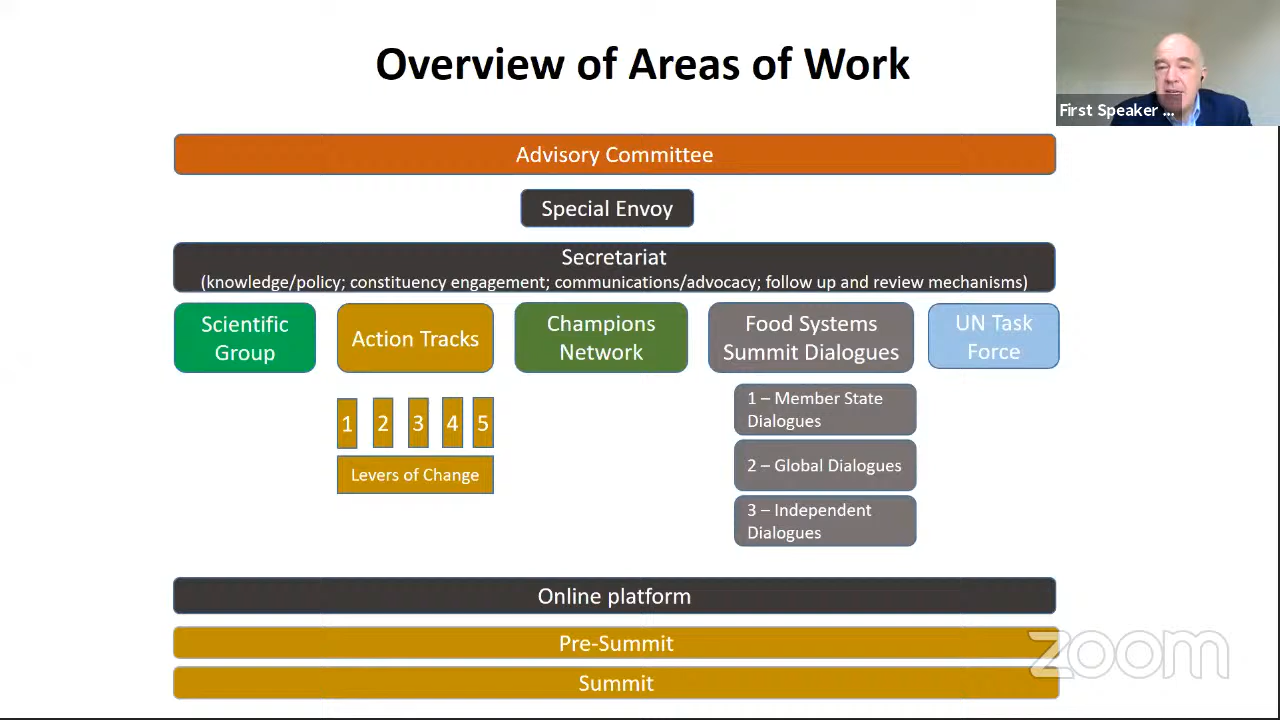 Overview of Areas of Work
First Speaker ...
Advisory Committee
Special Envoy
Secretariat
(knowledge/policy; constituency engagement; communications/advocacy; follow up and review mechanisms)
Scientific
Group
Action Tracks
Champions
Network
Food Systems
Summit Dialogues
UN Task
Force
1 2 3 4 5
Levers of Change
1 – Member State
Dialogues
2 – Global Dialogues
3 – Independent
Dialogues
Online platform
Pre-Summit
Summit
zoom